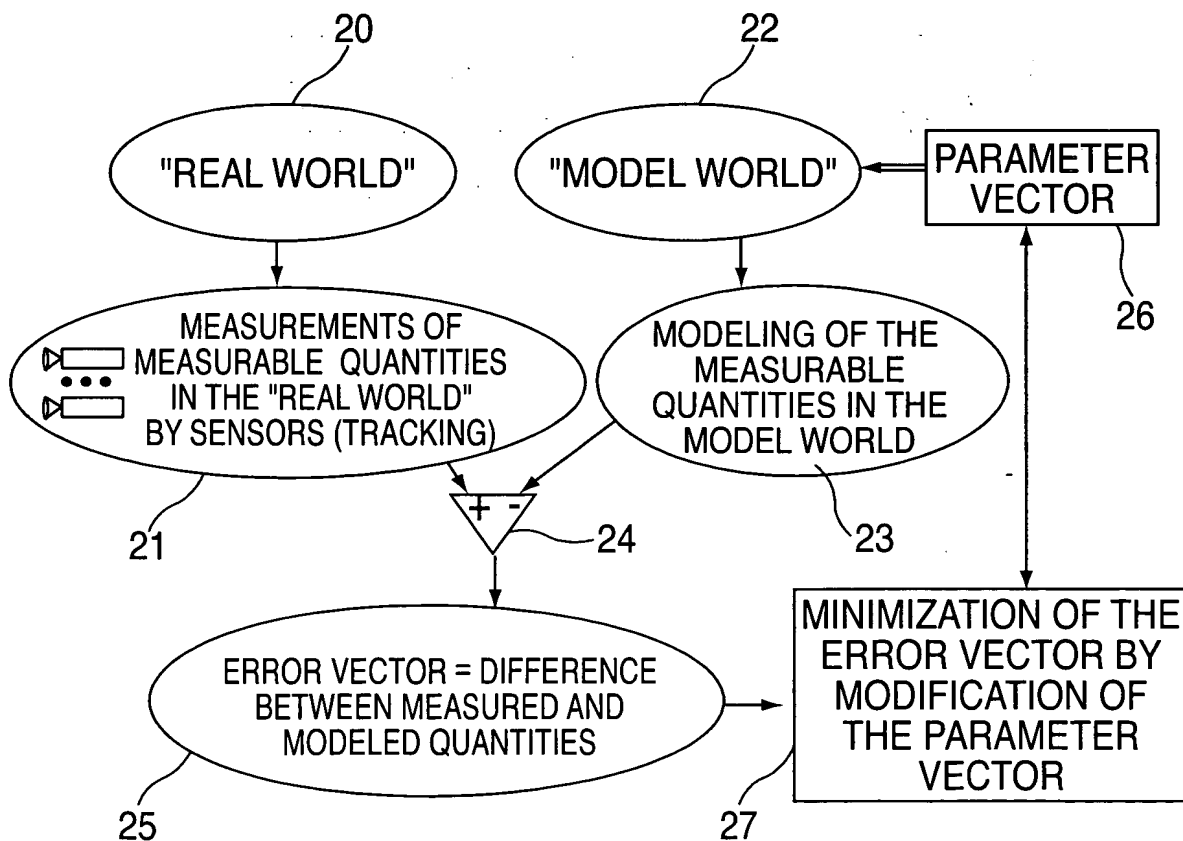 20
22
"REAL WORLD"
"MODEL WORLD"
PARAMETER
VECTOR
26
MEASUREMENTS OF
MEASURABLE QUANTITIES
IN THE "REAL WORLD"
BY SENSORS (TRACKING)
MODELING OF THE
MEASURABLE
QUANTITIES IN THE
MODEL WORLD
21
+ -
24
23
ERROR VECTOR = DIFFERENCE
BETWEEN MEASURED AND
MODELED QUANTITIES
MINIMIZATION OF THE
ERROR VECTOR BY
MODIFICATION OF
THE PARAMETER
VECTOR
25
27